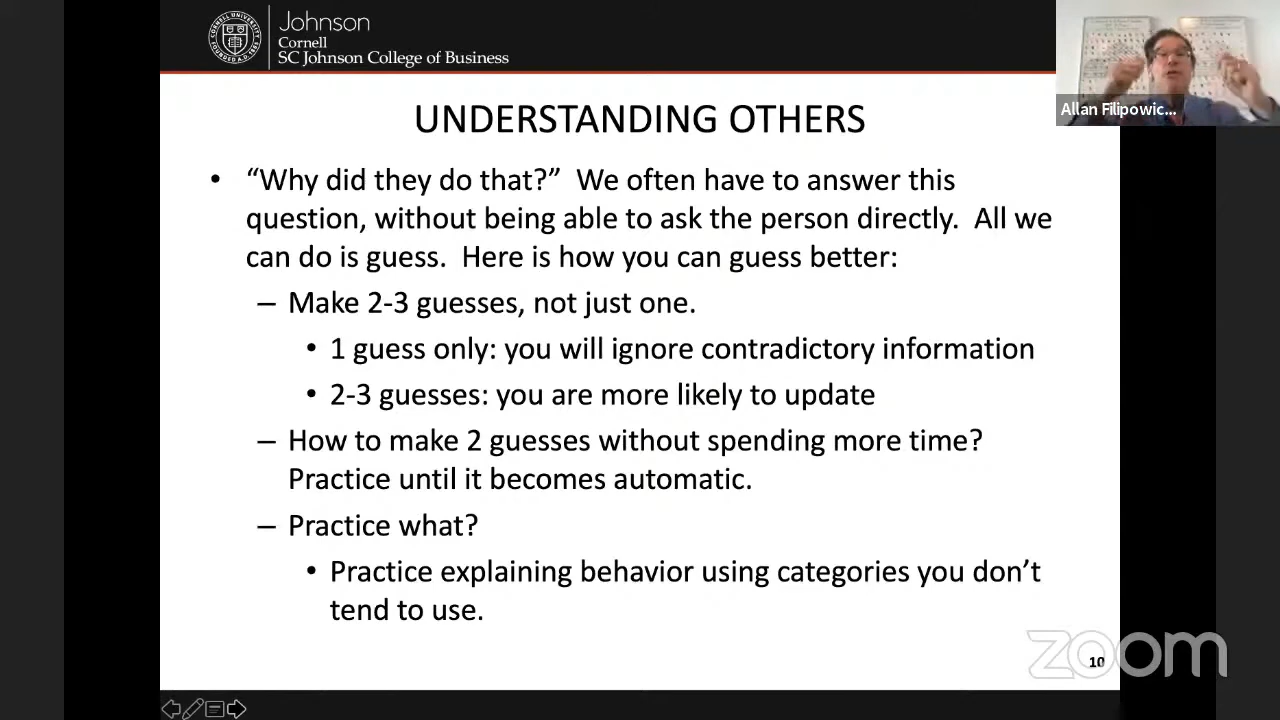 Johnson
Cornell
SC Johnson College of Business
Allan Filipowic...
UNDERSTANDING OTHERS
• “Why did they do that?” We often have to answer this
question, without being able to ask the person directly. All we
can do is guess. Here is how you can guess better:
– Make 2-3 guesses, not just one.
• 1 guess only: you will ignore contradictory information
• 2-3 guesses: you are more likely to update
– How to make 2 guesses without spending more time?
Practice until it becomes automatic.
– Practice what?
• Practice explaining behavior using categories you don’t
tend to use.
zoom
10